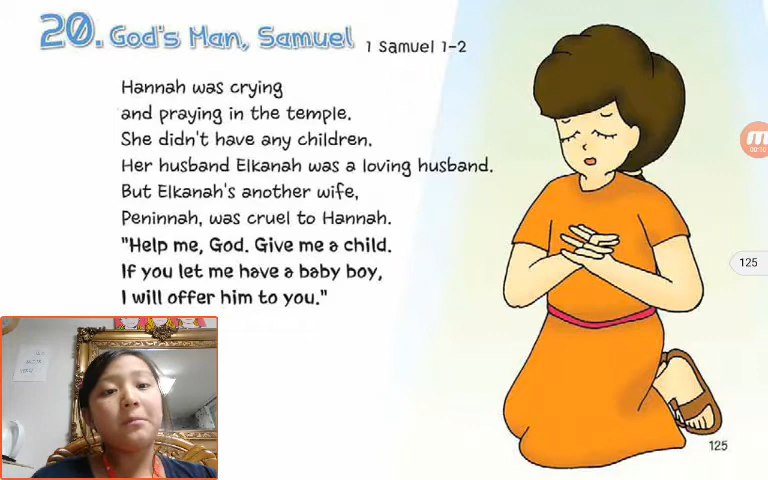 20. God's Man, Samuel 1 Samuel 1-2
Hannah was crying
and praying in the temple.
She didn't have any children.
Her husband Elkanah was a loving husband.
But Elkanah's another wife,
Peninnah, was cruel to Hannah.
"Help me, God. Give me a child.
If you let me have a baby boy,
I will offer him to you."
125
125